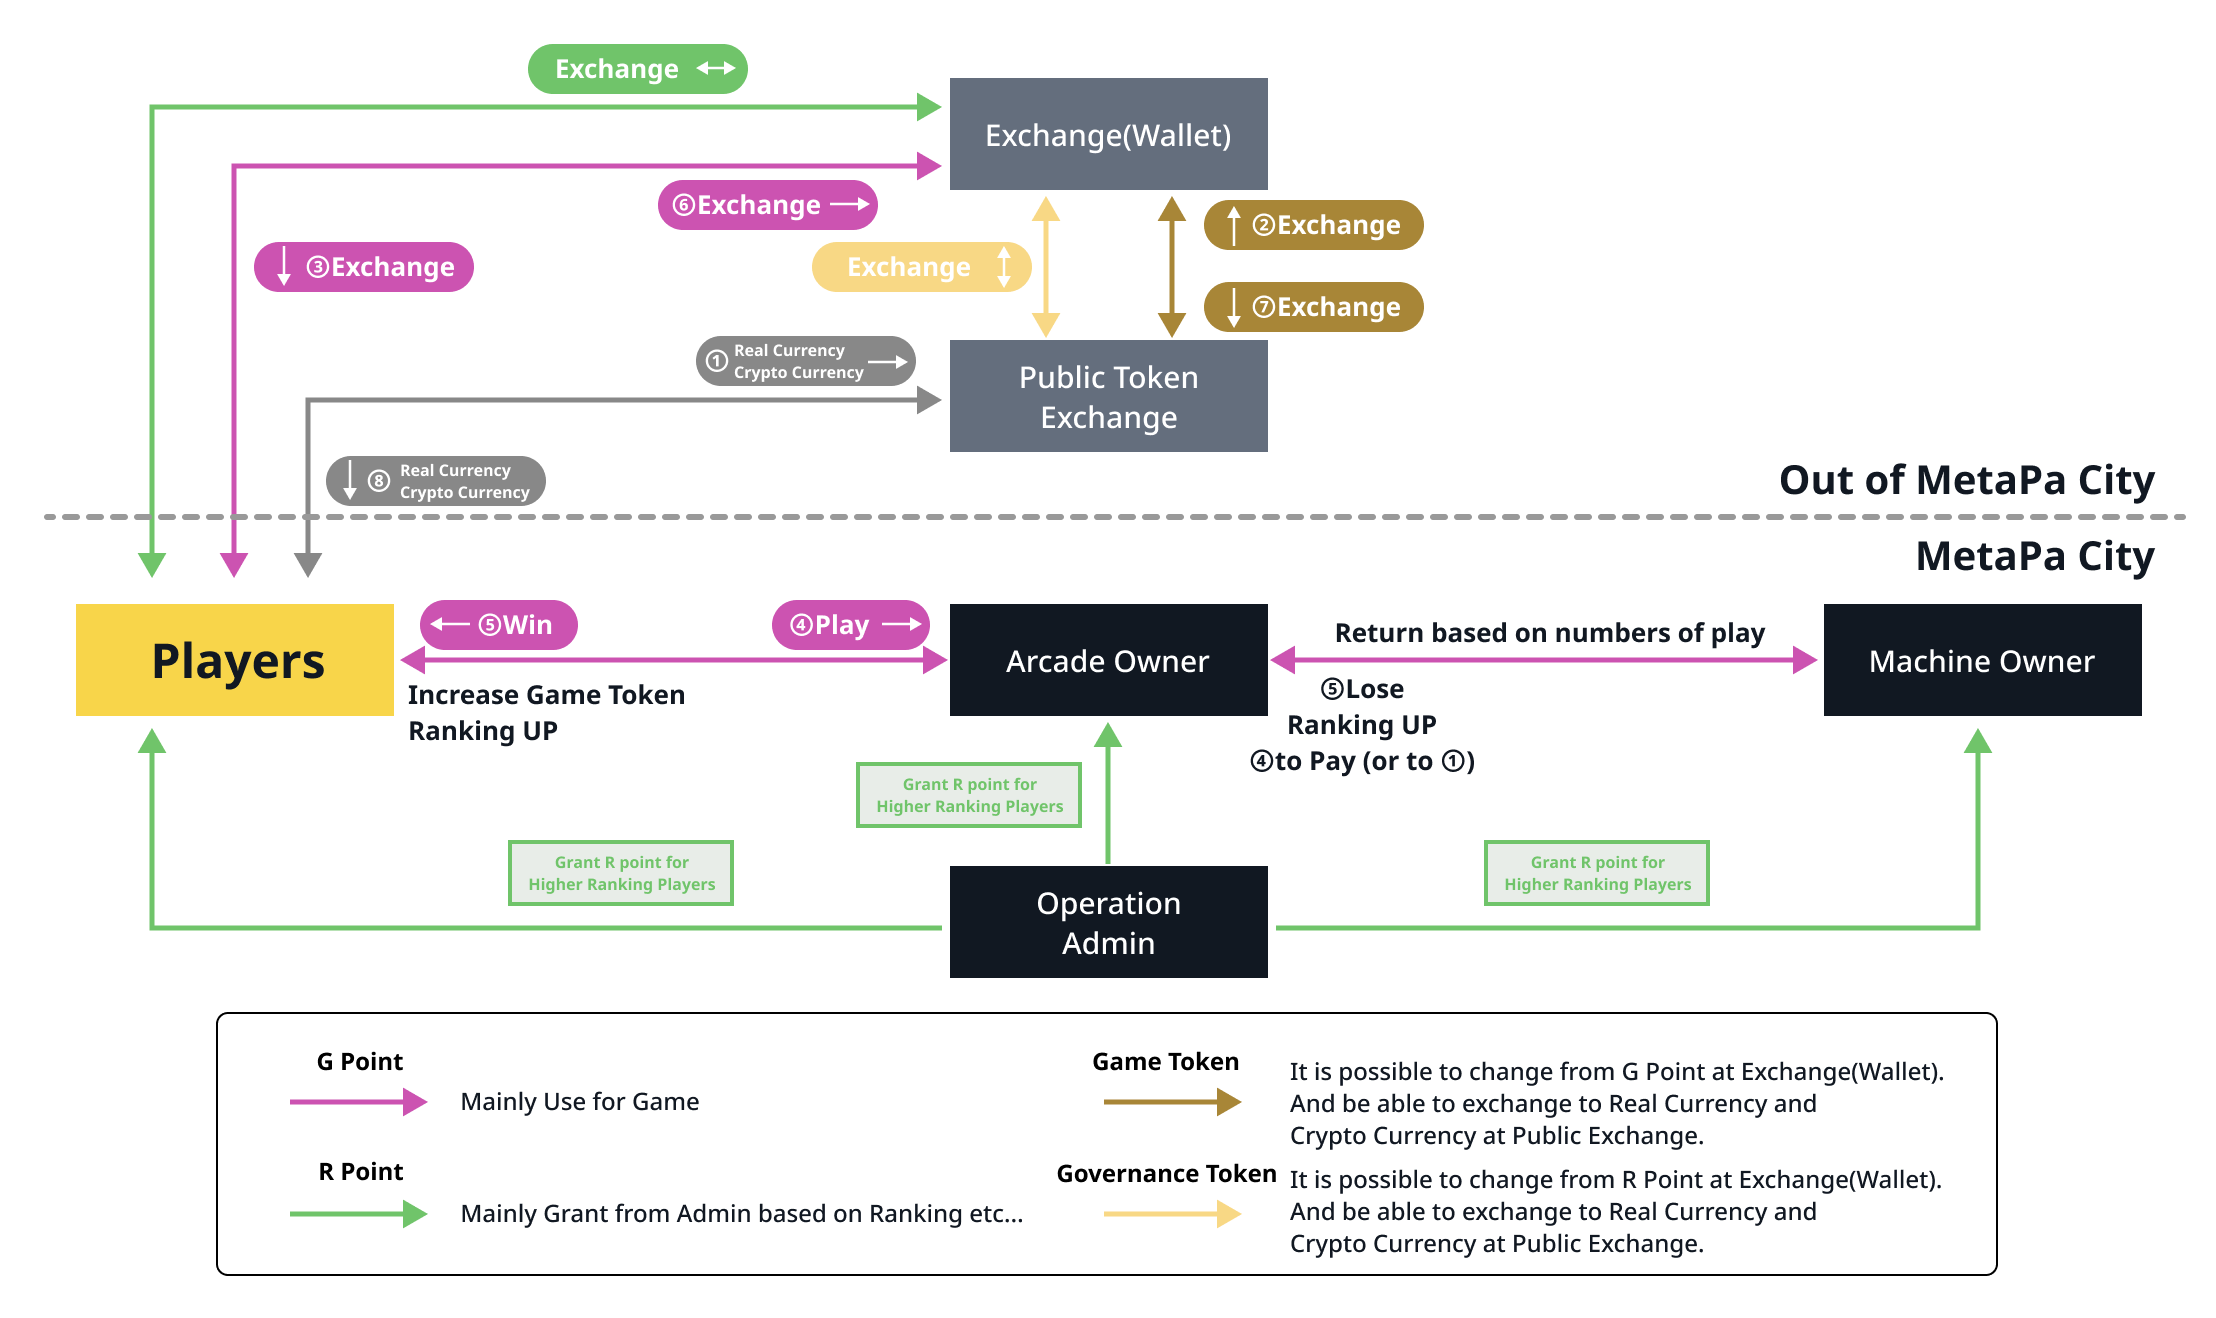 Exchange
Exchange(Wallet)
⑥Exchange
②Exchange
③Exchange
Exchange
⑦Exchange
① Real Currency
Crypto Currency
Public Token
Exchange
⑧ Real Currency
Crypto Currency
Out of MetaPa City
MetaPa City
Players
⑤Win
④Play
Increase Game Token
Ranking UP
Arcade Owner
Return based on numbers of play
⑤Lose
Ranking UP
④to Pay (or to ①)
Machine Owner
Grant R point for
Higher Ranking Players
Grant R point for
Higher Ranking Players
Grant R point for
Higher Ranking Players
Operation
Admin
G Point
Mainly Use for Game
R Point
Mainly Grant from Admin based on Ranking etc...
Game Token
It is possible to change from G Point at Exchange(Wallet).
And be able to exchange to Real Currency and
Crypto Currency at Public Exchange.
Governance Token
It is possible to change from R Point at Exchange(Wallet).
And be able to exchange to Real Currency and
Crypto Currency at Public Exchange.